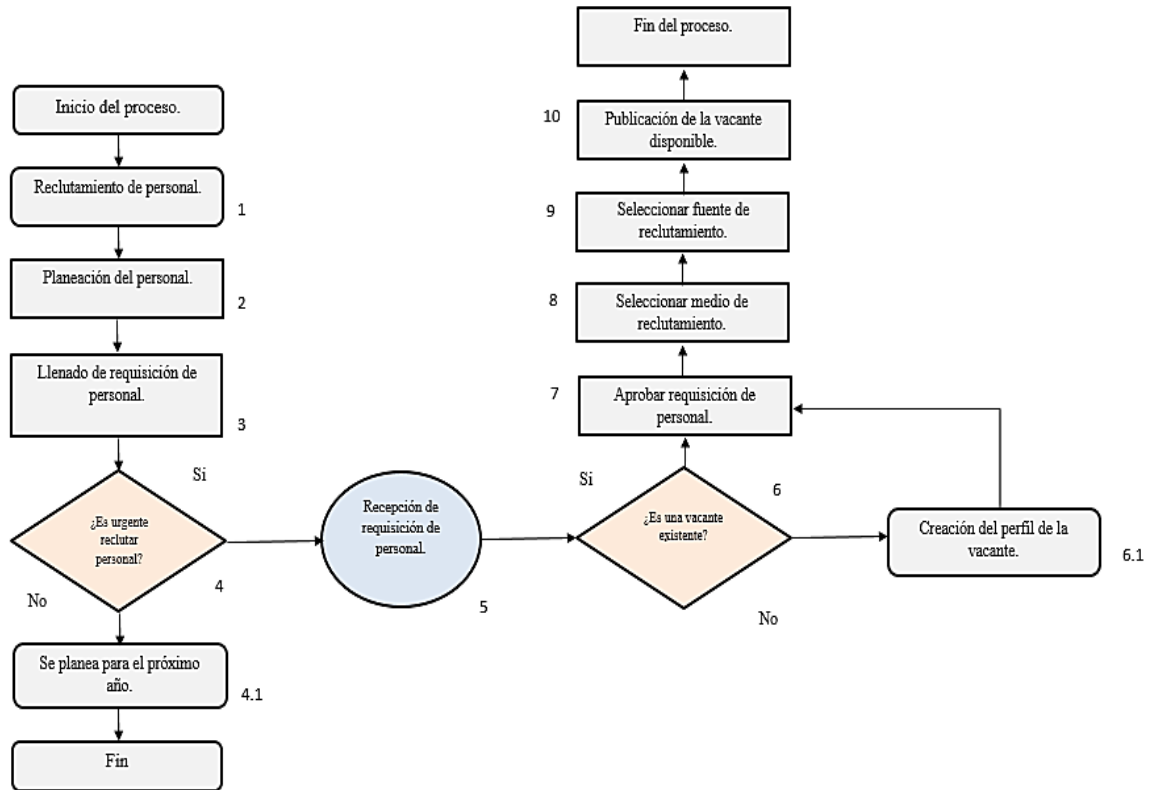 Inicio del proceso.
Reclutamiento de personal.
1
Planeación del personal.
2
Llenado de requisición de
personal.
3
Si
¿Es urgente
reclutar
personal?
4
No
Se planea para el próximo
año.
4.1
Fin
Recepción de
requisición de
personal.
5
Si
6
¿Es una vacante
existente?
No
Creación del perfil de la
vacante.
6.1
7
Aprobar requisición de
personal.
8
Seleccionar medio de
reclutamiento.
9
Seleccionar fuente de
reclutamiento.
10
Publicación de la vacante
disponible.
Fin del proceso.